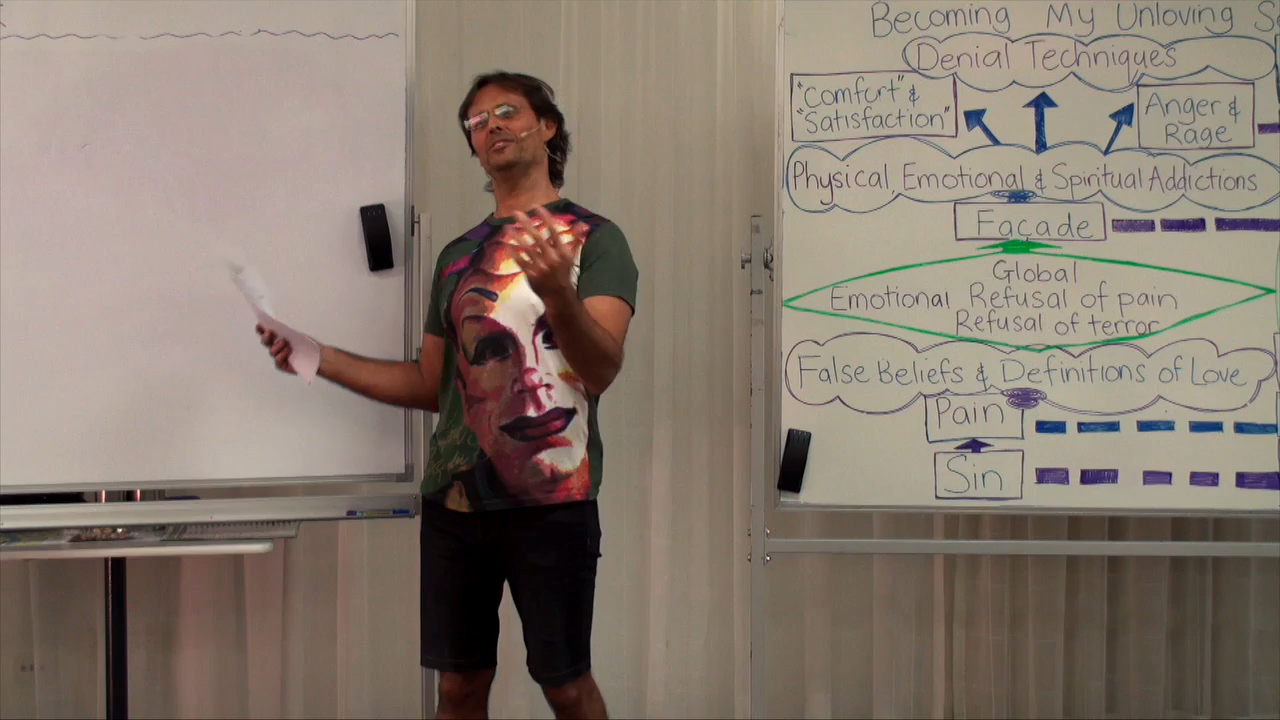 Becoming My Unloving
Denial Techniques
"Comfort" &
"Satisfaction"
Anger &
Rage
Physical, Emotional & Spiritual Addictions
Façade
Global
Emotional Refusal of pain
Refusal of terror
False Beliefs & Definitions of Love
Pain
Sin